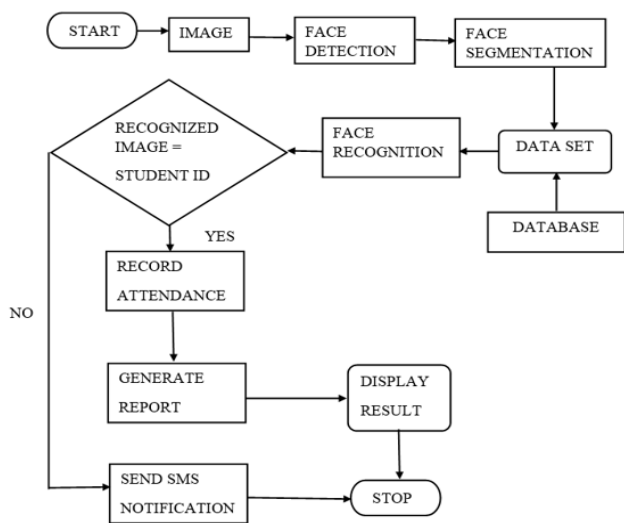 START
IMAGE
FACE
DETECTION
FACE
SEGMENTATION
RECOGNIZED
IMAGE =
STUDENT ID
FACE
RECOGNITION
DATA SET
DATABASE
YES
RECORD
ATTENDANCE
NO
GENERATE
REPORT
DISPLAY
RESULT
SEND SMS
NOTIFICATION
STOP